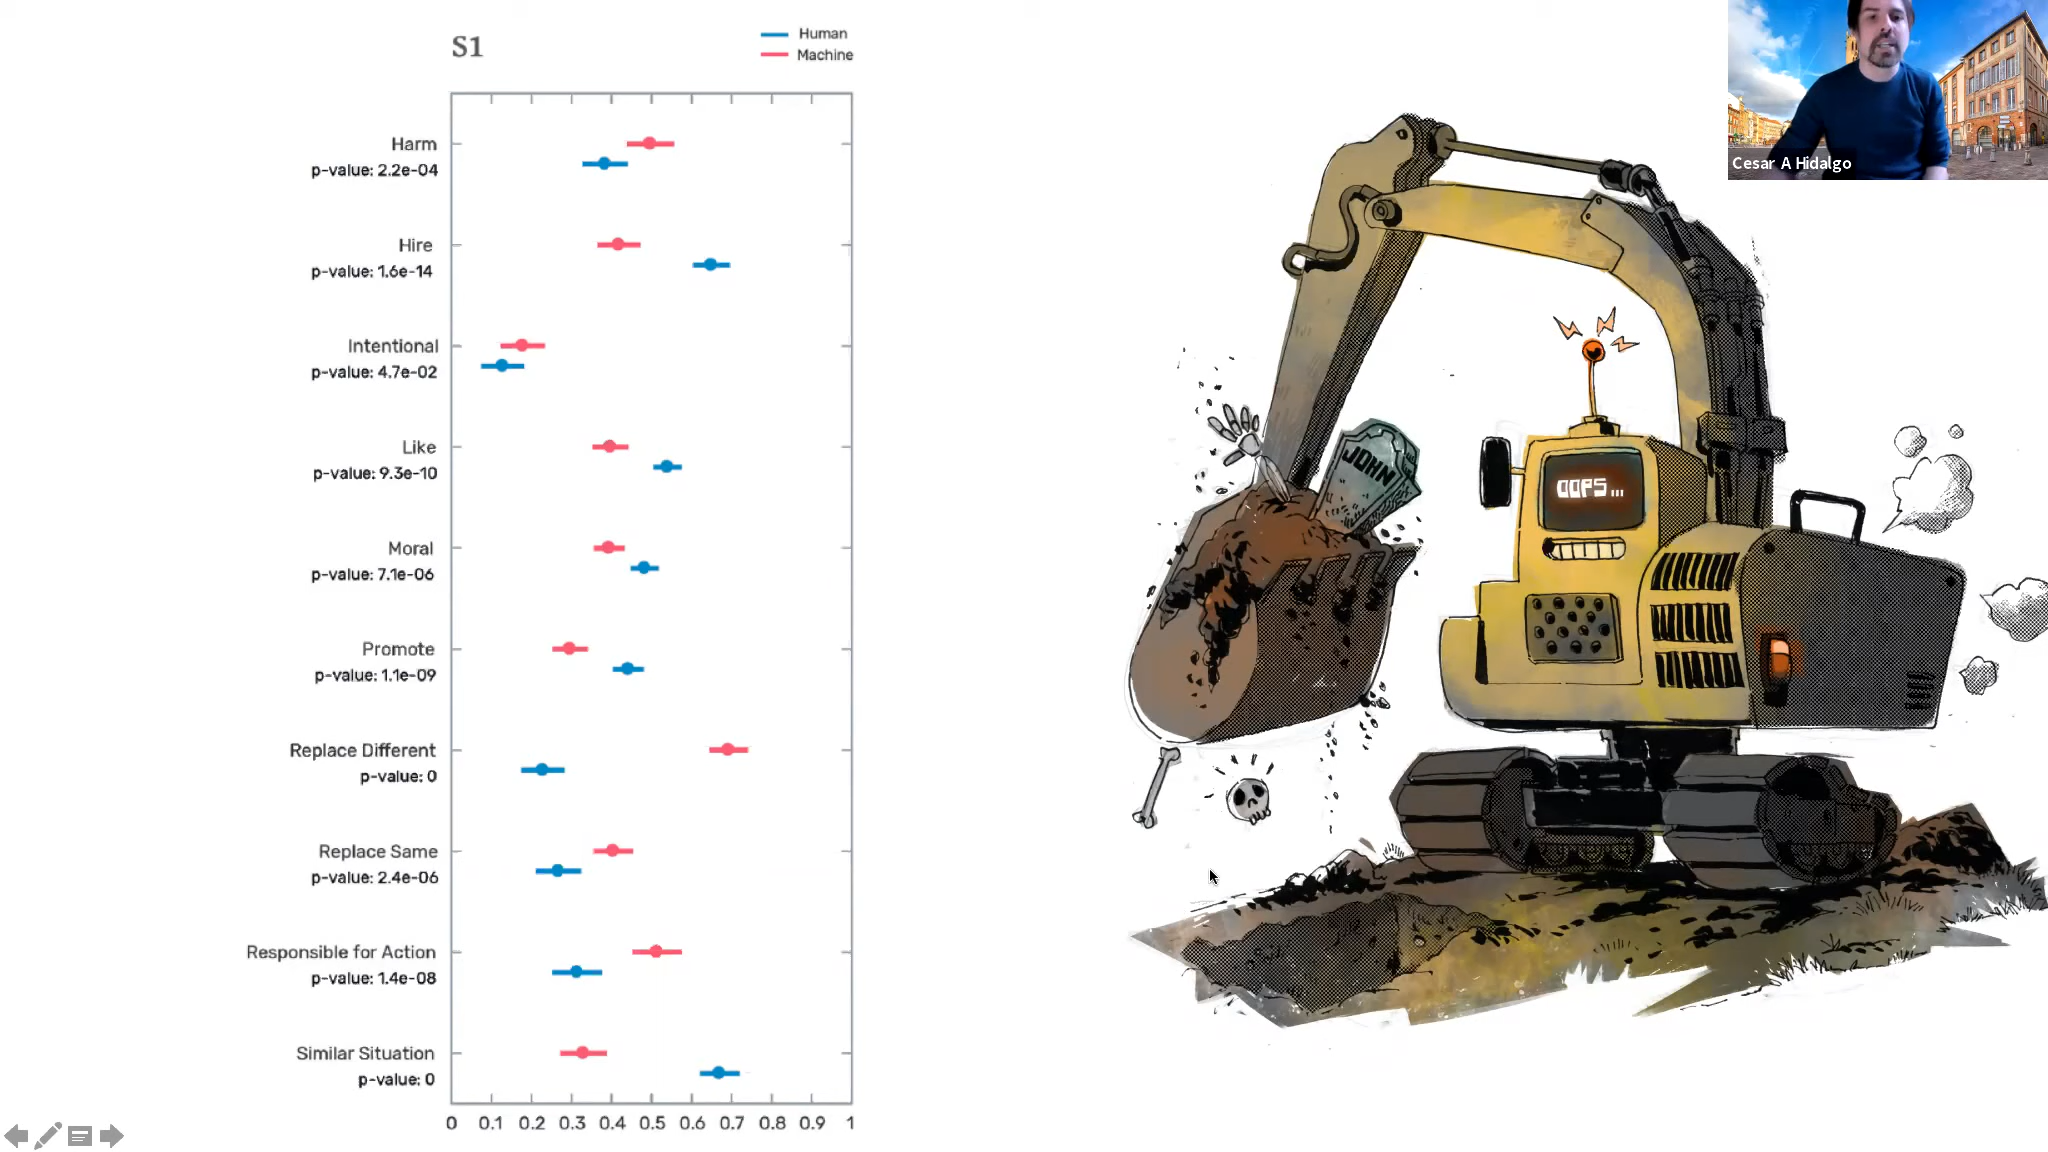 S1
Human
Machine
Harm
p-value: 2.2e-04
Hire
p-value: 1.6e-14
Intentional
p-value: 4.7e-02
Like
p-value: 9.3e-10
Moral
p-value: 7.1e-06
Promote
p-value: 1.1e-09
Replace Different
p-value: 0
Replace Same
p-value: 2.4e-06
Responsible for Action
p-value: 1.4e-08
Similar Situation
p-value: 0
0 0.1 0.2 0.3 0.4 0.5 0.6 0.7 0.8 0.9 1
JOHN
OOPS...
Cesar A Hidalgo